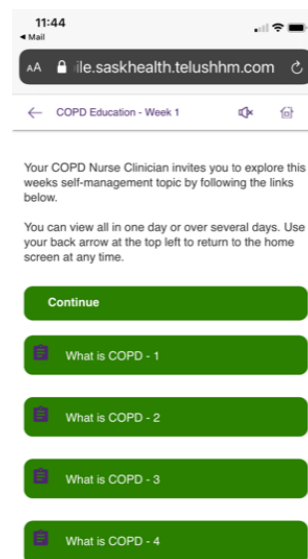 11:44
◀ Mail
AA ile.saskhealth.telushhm.com
← COPD Education - Week 1
Your COPD Nurse Clinician invites you to explore this
weeks self-management topic by following the links
below.
You can view all in one day or over several days. Use
your back arrow at the top left to return to the home
screen at any time.
Continue
What is COPD - 1
What is COPD - 2
What is COPD - 3
What is COPD - 4